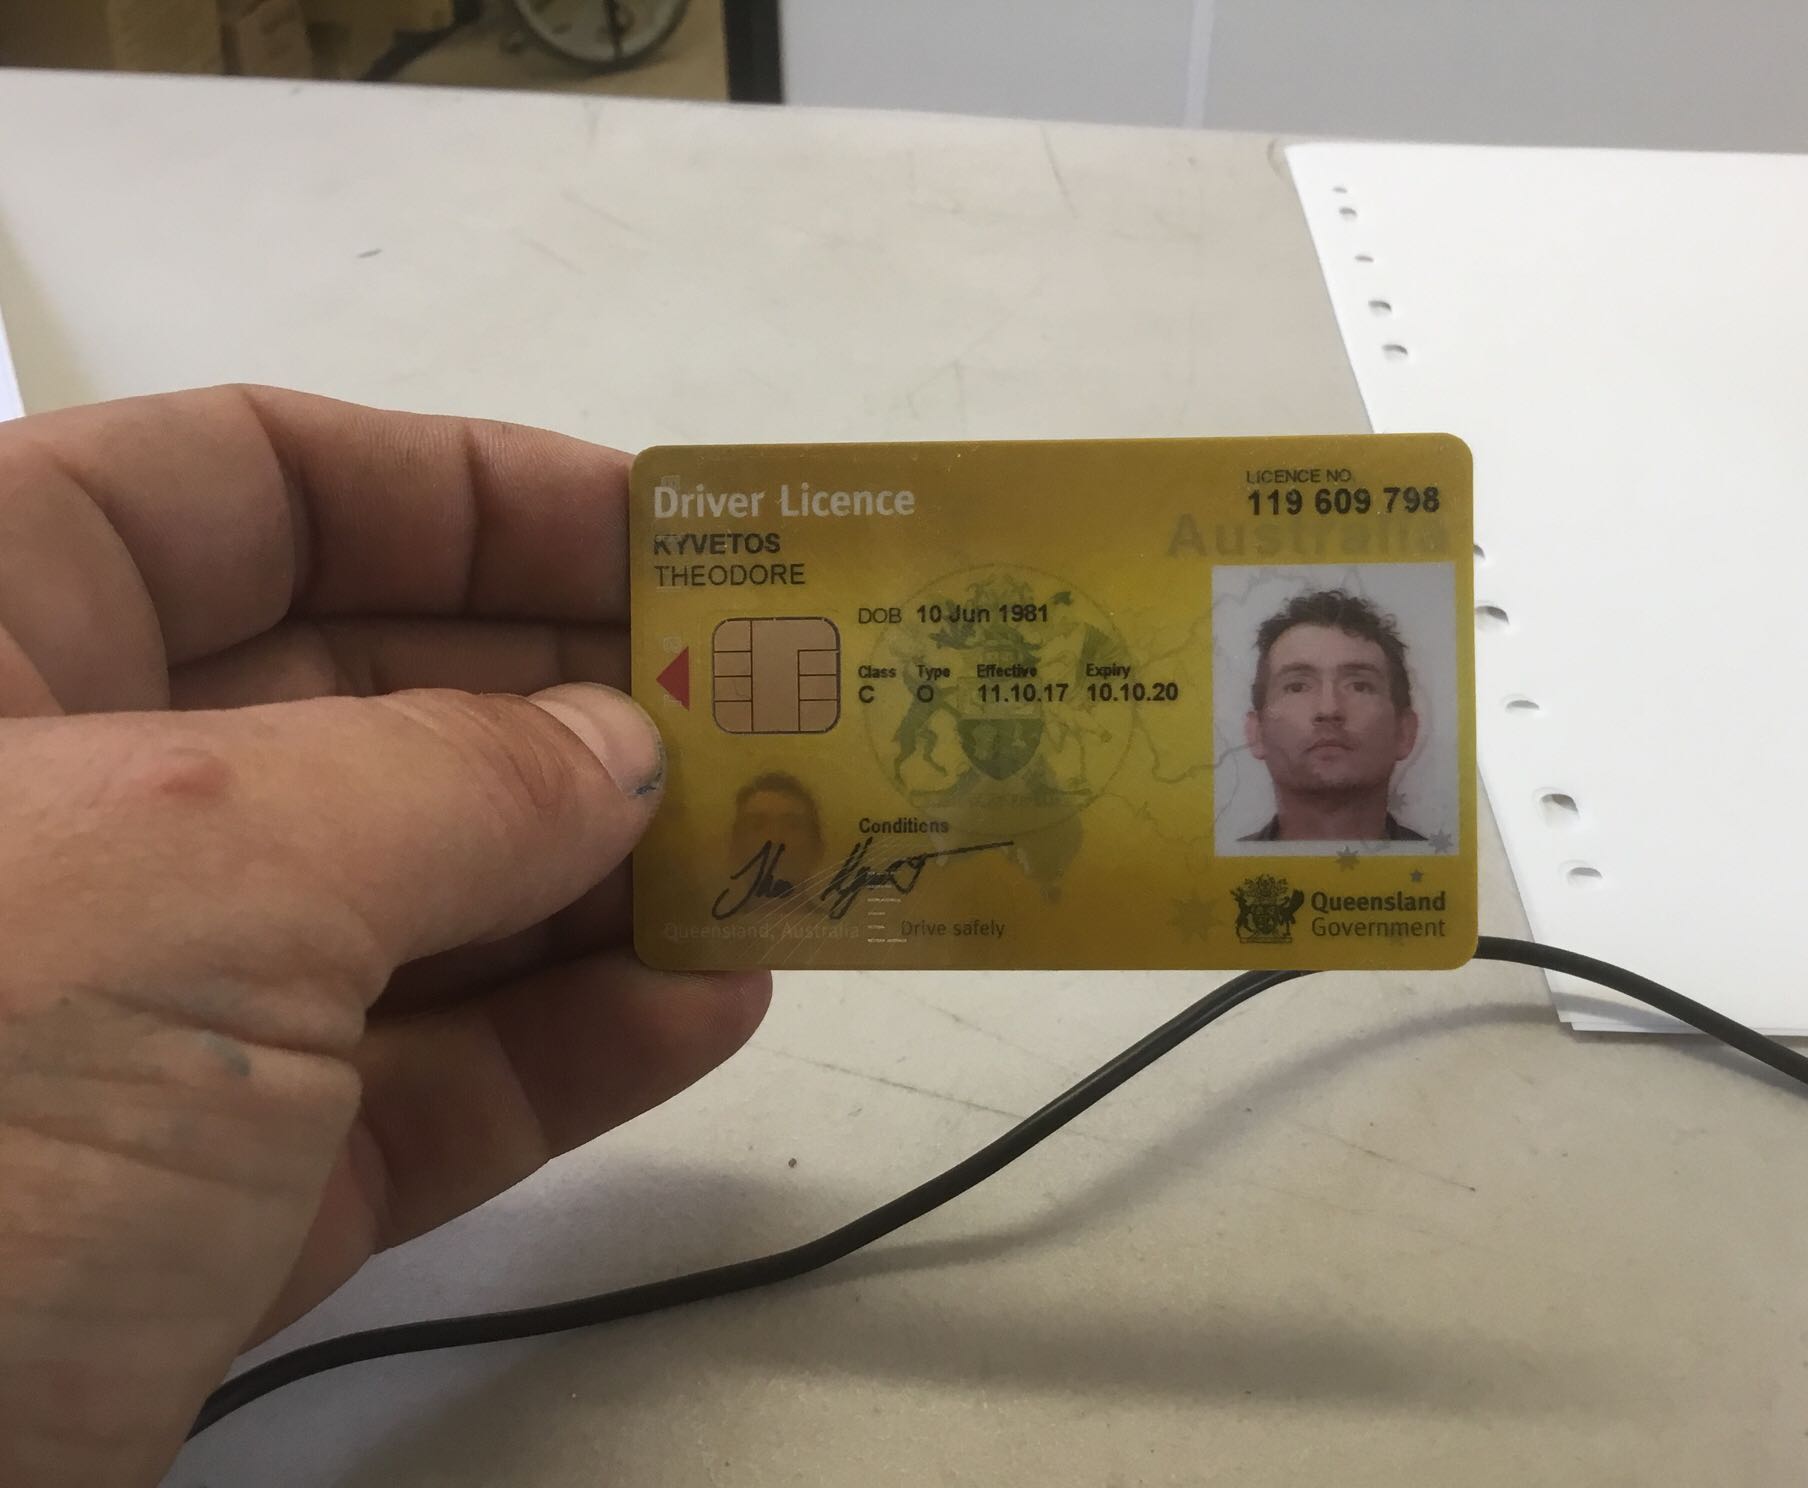 Driver Licence
LICENCE NO.
119 609 798
Australia
KYVETOS
THEODORE
DOB 10 Jun 1981
Class Type Effective Expiry
C O 11.10.17 10.10.20
Conditions
Queensland, Australia
Drive safely
Queensland
Government